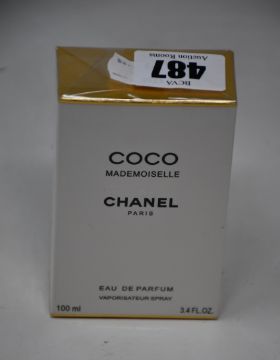 BCVA
Auction Rooms
487
COCO
MADEMOISELLE
CHANEL
PARIS
EAU DE PARFUM
VAPORISATEUR SPRAY
100 ml 3.4 FL.OZ.